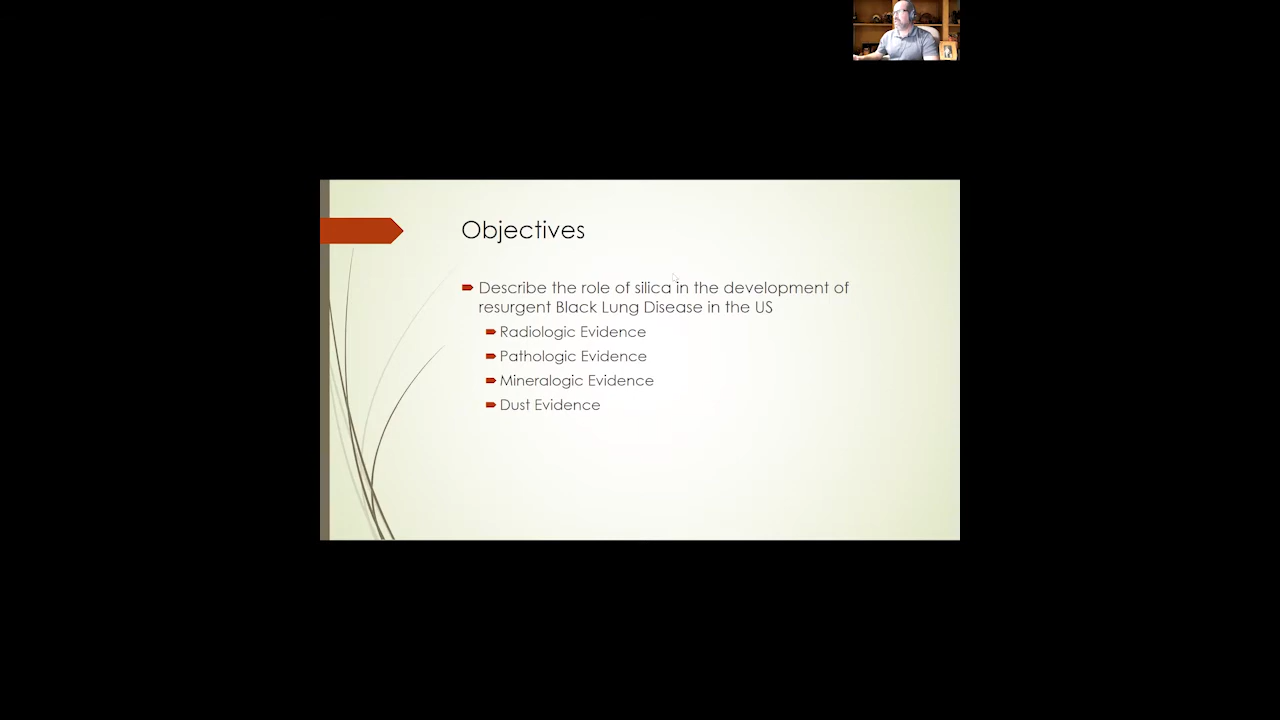 Objectives
Describe the role of silica in the development of
resurgent Black Lung Disease in the US
Radiologic Evidence
Pathologic Evidence
Mineralogic Evidence
Dust Evidence